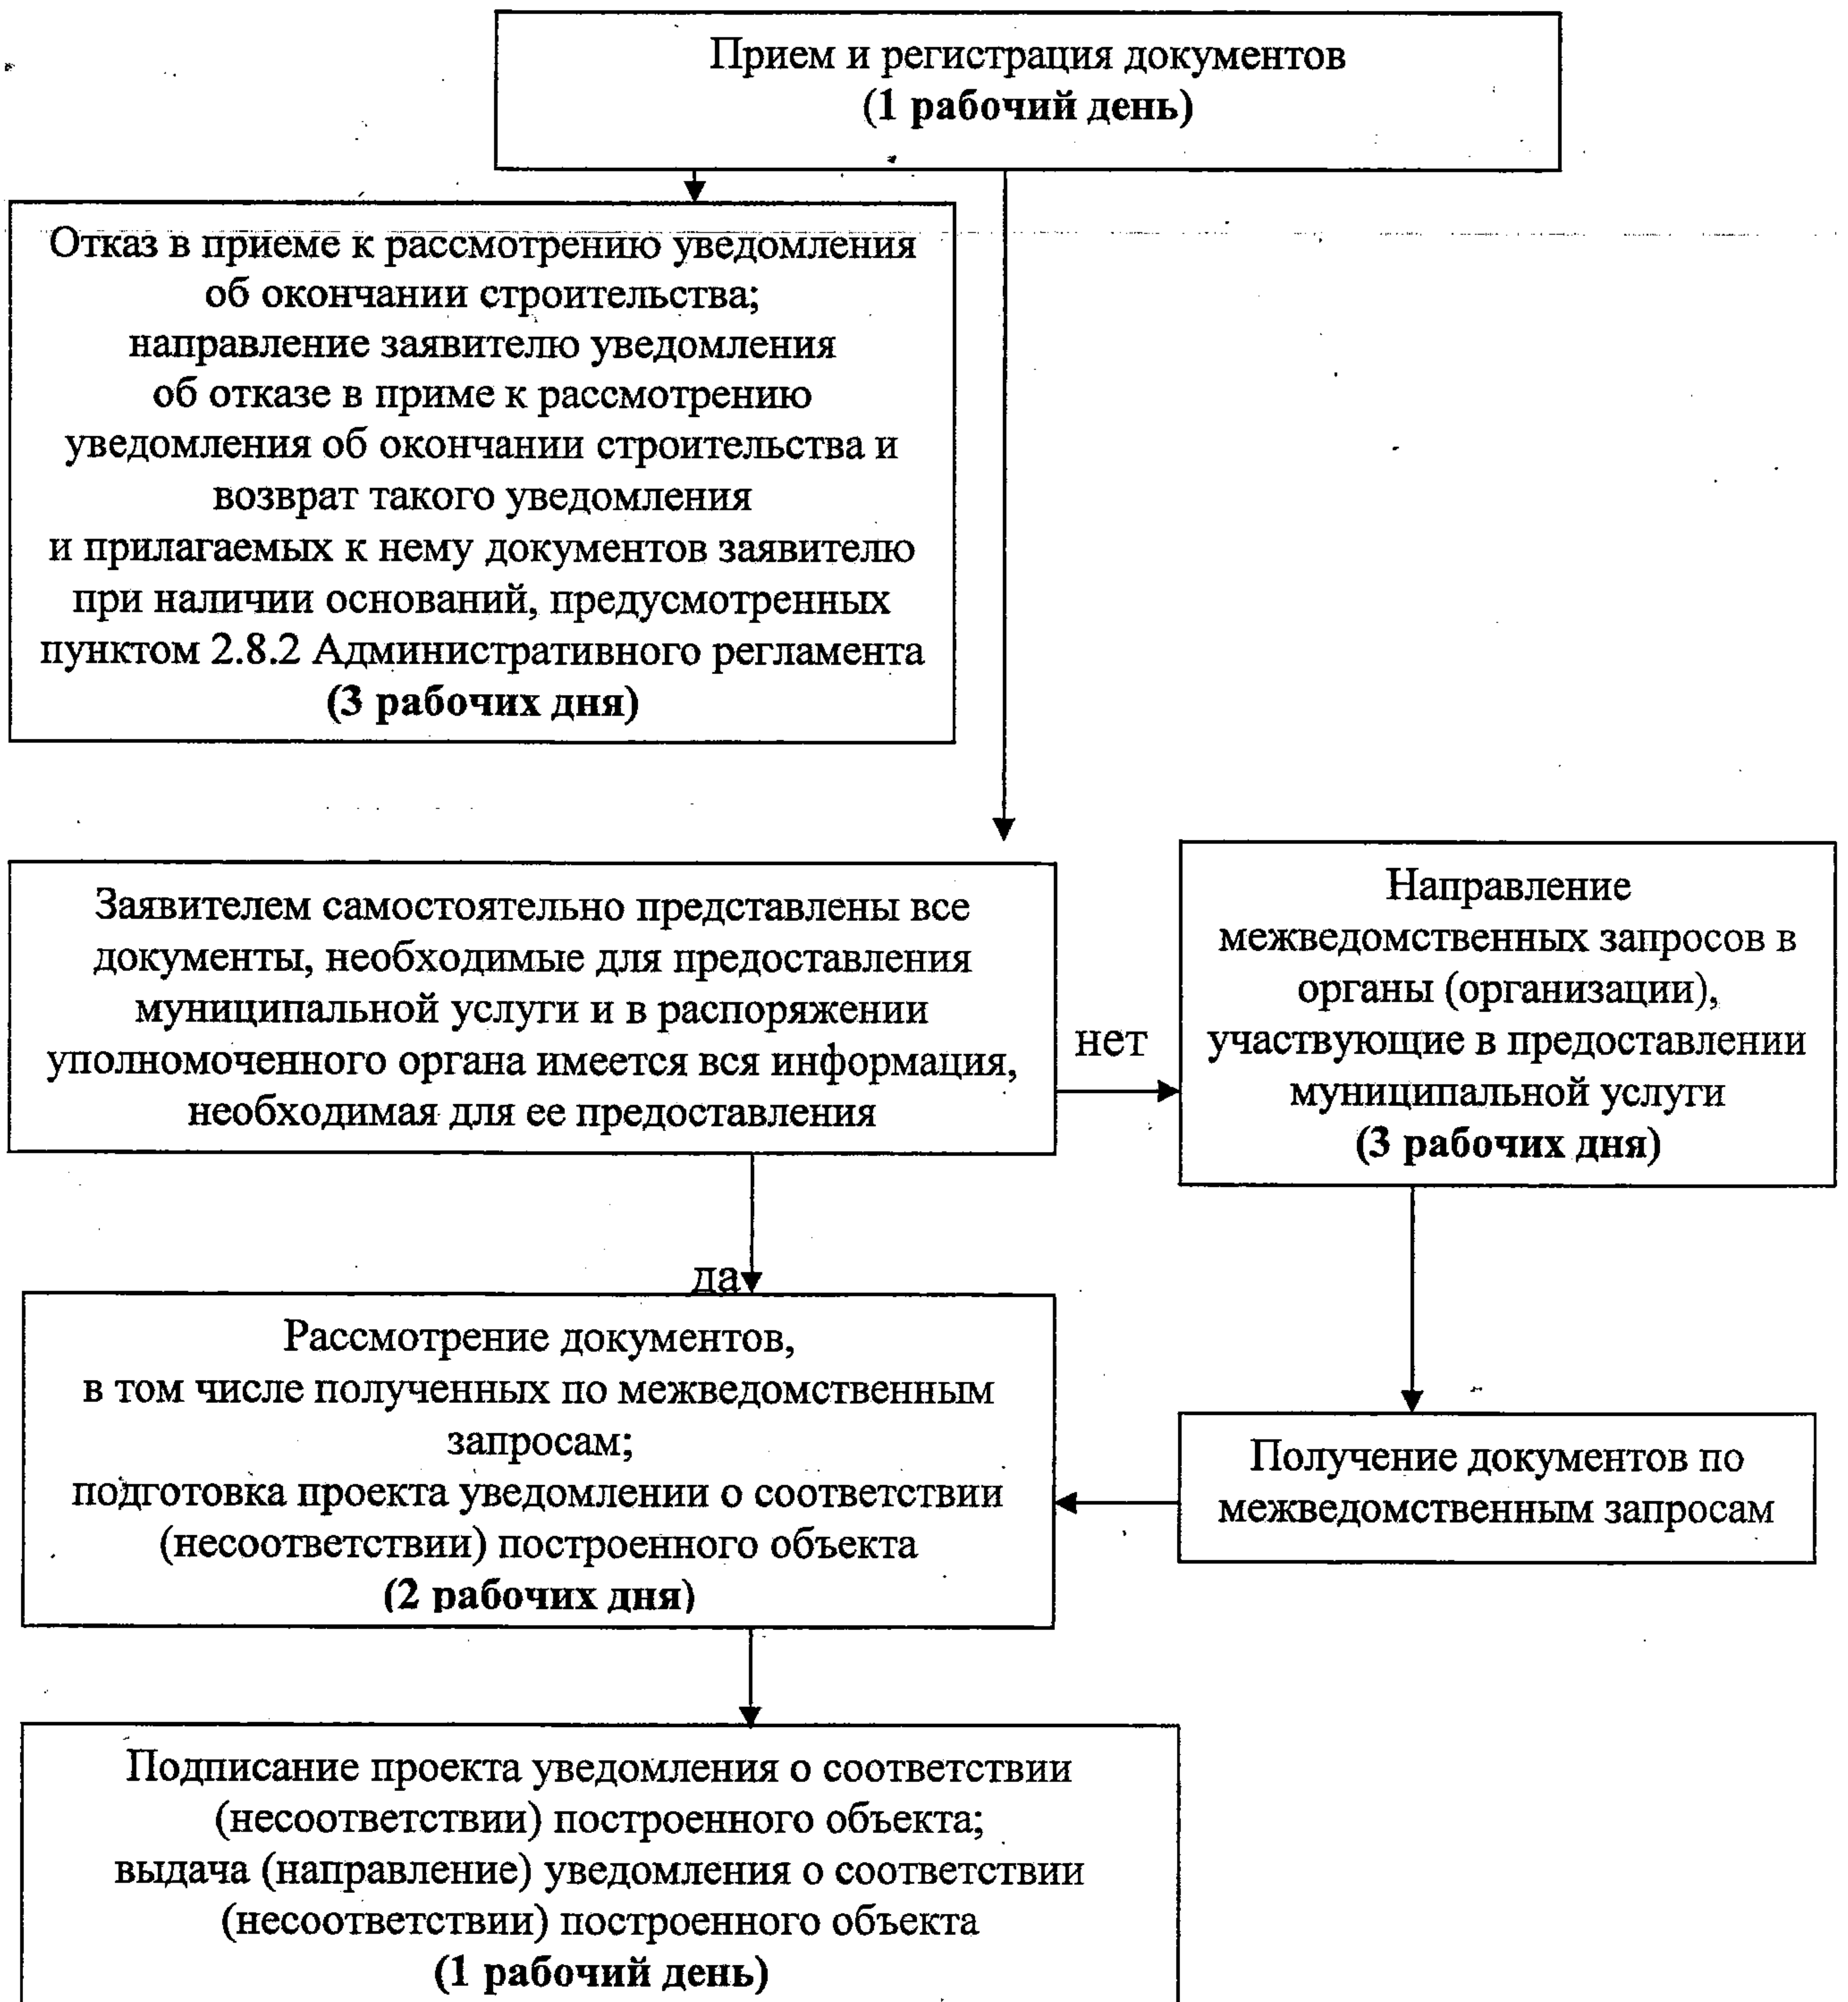 Прием и регистрация документов
(1 рабочий день)
Отказ в приеме к рассмотрению уведомления
об окончании строительства;
направление заявителю уведомления
об отказе в приме к рассмотрению
уведомления об окончании строительства и
возврат такого уведомления
и прилагаемых к нему документов заявителю
при наличии оснований, предусмотренных
пунктом 2.8.2 Административного регламента
(3 рабочих дня)
Заявителем самостоятельно представлены все
документы, необходимые для предоставления
муниципальной услуги и в распоряжении
уполномоченного органа имеется вся информация,
необходимая для ее предоставления
нет
Направление
межведомственных запросов в
органы (организации),
участвующие в предоставлении
муниципальной услуги
(3 рабочих дня)
да
Рассмотрение документов,
в том числе полученных по межведомственным
запросам;
подготовка проекта уведомлении о соответствии
(несоответствии) построенного объекта
(2 рабочих дня)
Получение документов по
межведомственным запросам
Подписание проекта уведомления о соответствии
(несоответствии) построенного объекта;
выдача (направление) уведомления о соответствии
(несоответствии) построенного объекта
(1 рабочий день)